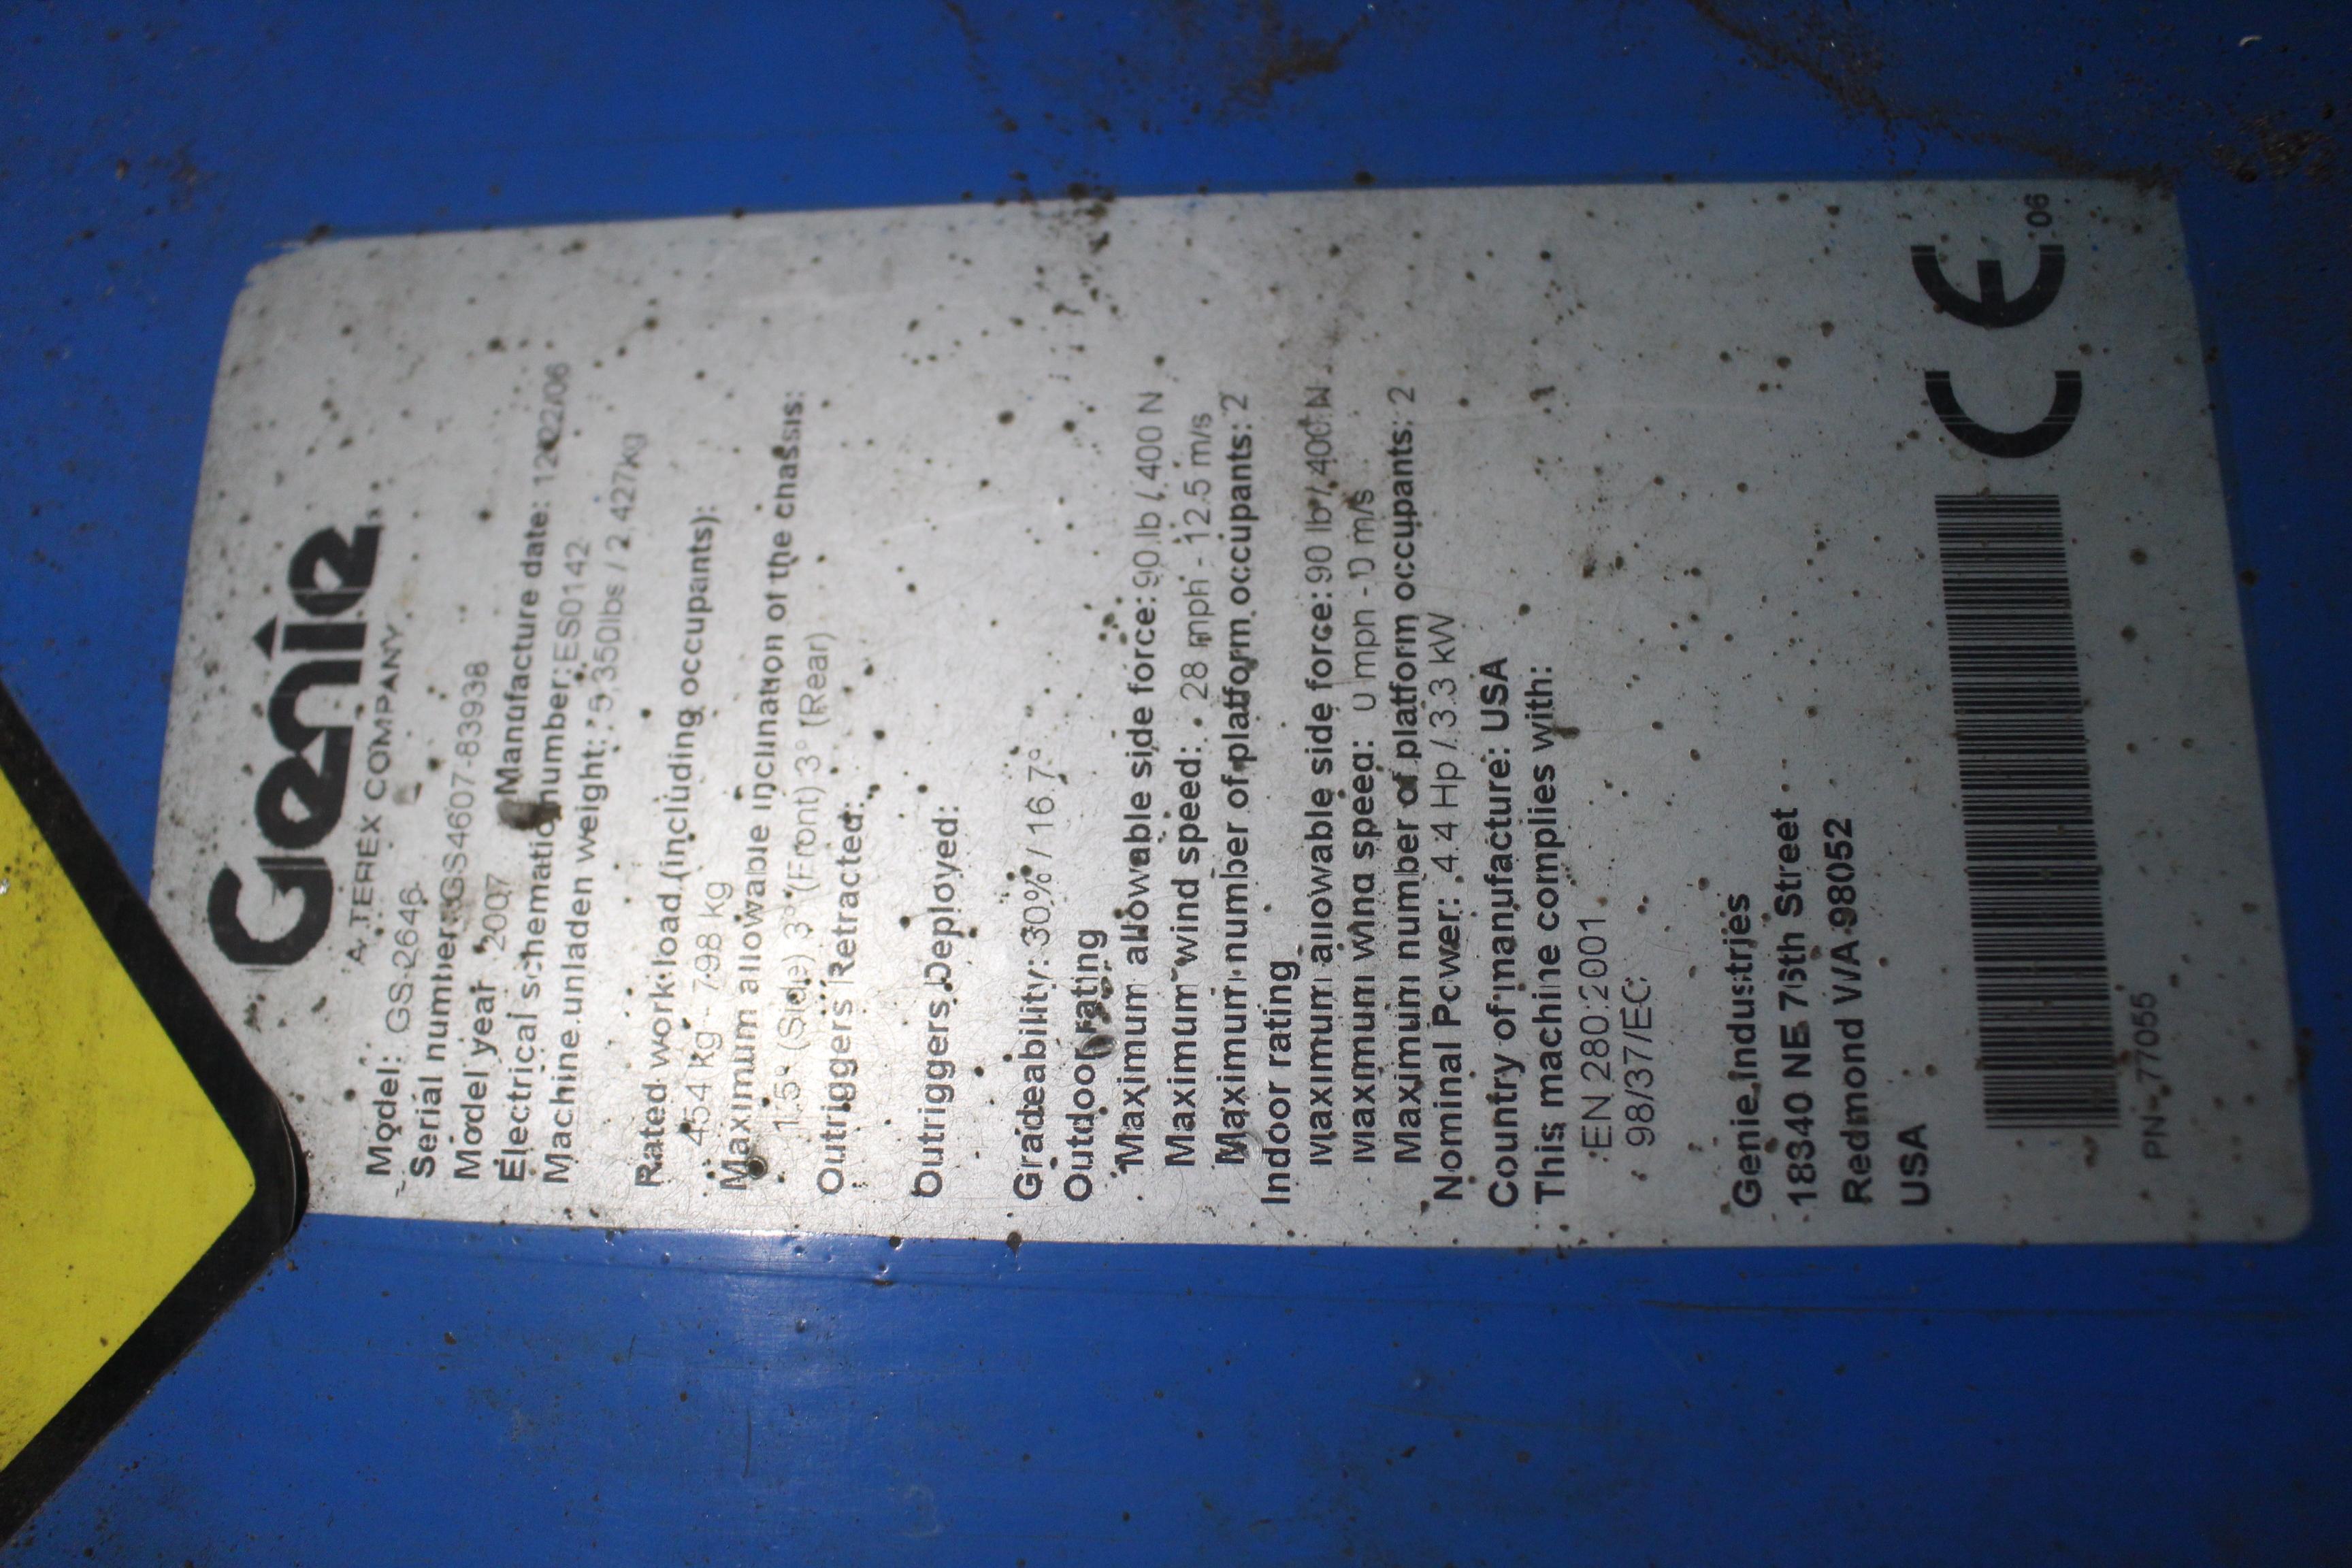 Genie
A TEREX COMPANY
Model: GS-2646
Serial number: GS4607-83938
Model year 2007 Manufacture date: 12/22/06
Electrical schematic number: ES0142
Machine unladen weight: 5,350lbs / 2,427kg
Rated work load (including occupants):
454 kg -
Maximum allowable inclination of the chassis:
1.5° (Side) 3° (Front) 3° (Rear)
Outriggers Retracted:
Outriggers Deployed:
Gradeability: 30% / 16.7°
Outdoor rating
Maximum allowable side force: 90 lb / 400 N
Maximum wind speed: 28 mph - 12.5 m/s
Maximum number of platform occupants: 2
Indoor rating
Maximum allowable side force: 90 lb / 400 N
Maximum wind speed: 0 mph - 0 m/s
Maximum number of platform occupants: 2
Nominal Power: 4.4 Hp / 3.3 kW
Country of manufacture: USA
This machine complies with:
EN 280:2001
98/37/EC
Genie Industries
18340 NE 76th Street
Redmond WA 98052
USA
CE 06
PN - 77055